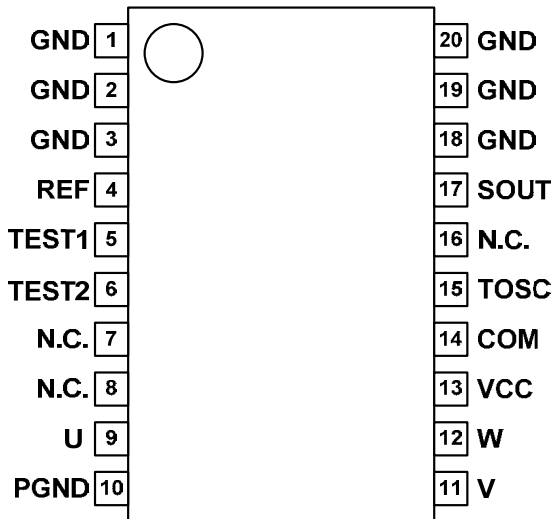 GND 1 20 GND
GND 2 19 GND
GND 3 18 GND
REF 4 17 SOUT
TEST1 5 16 N.C.
TEST2 6 15 TOSC
N.C. 7 14 COM
N.C. 8 13 VCC
U 9 12 W
PGND 10 11 V